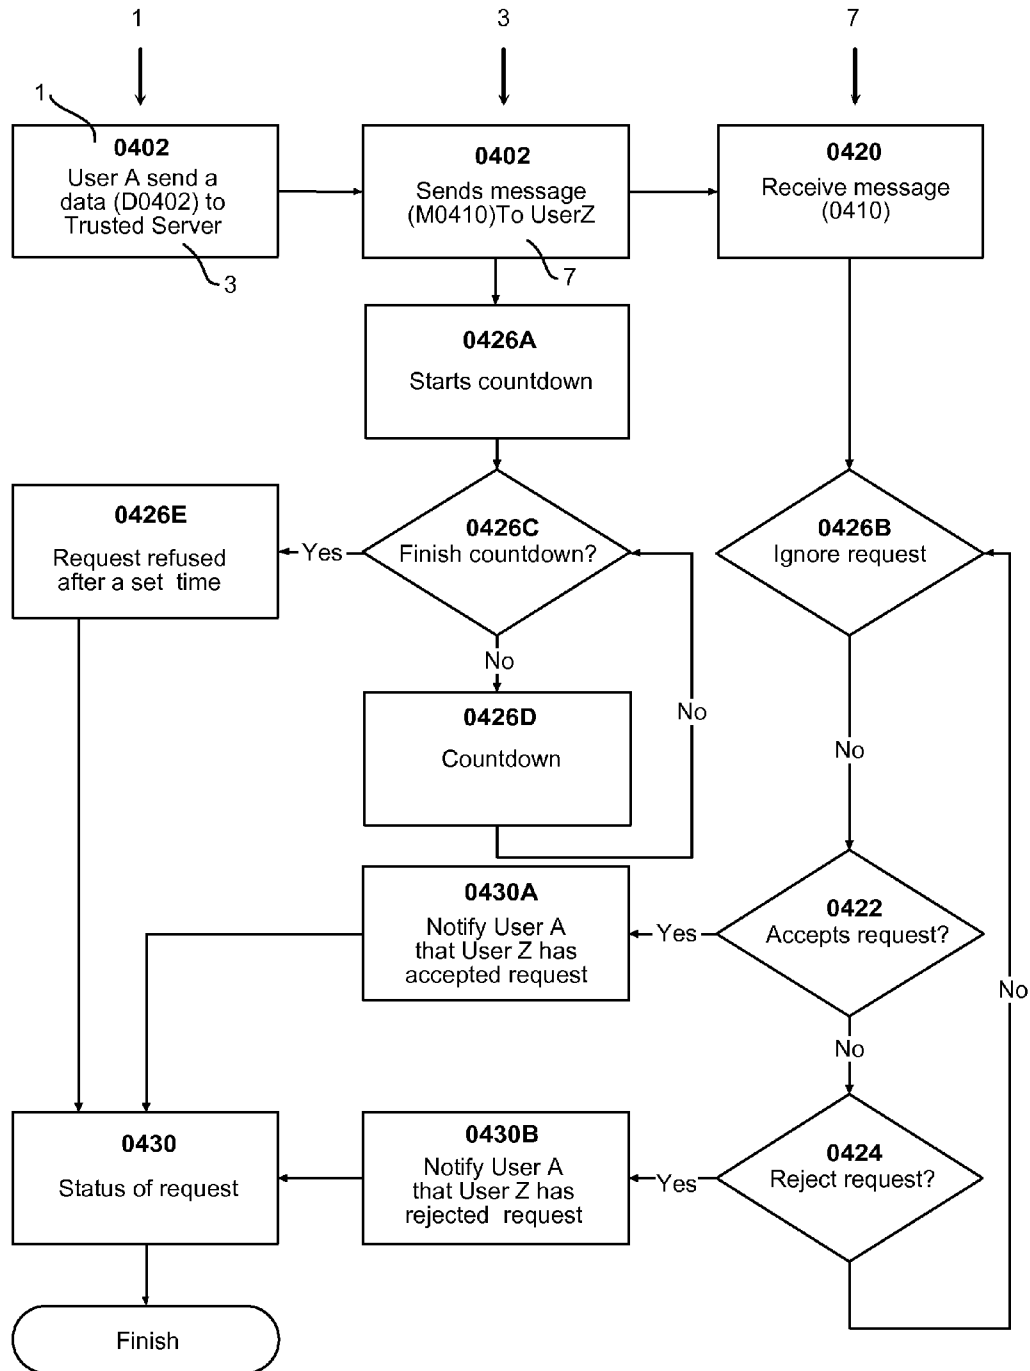 1
3
7
1
0402
User A send a
data (D0402) to
Trusted Server
3
0402
Sends message
(M0410)To UserZ
7
0420
Receive message
(0410)
0426A
Starts countdown
0426E
Request refused
after a set time
Yes
0426C
Finish countdown?
0426B
Ignore request
No
0426D
Countdown
No
No
0430A
Notify User A
that User Z has
accepted request
Yes
0422
Accepts request?
No
No
0430
Status of request
0430B
Notify User A
that User Z has
rejected request
Yes
0424
Reject request?
Finish